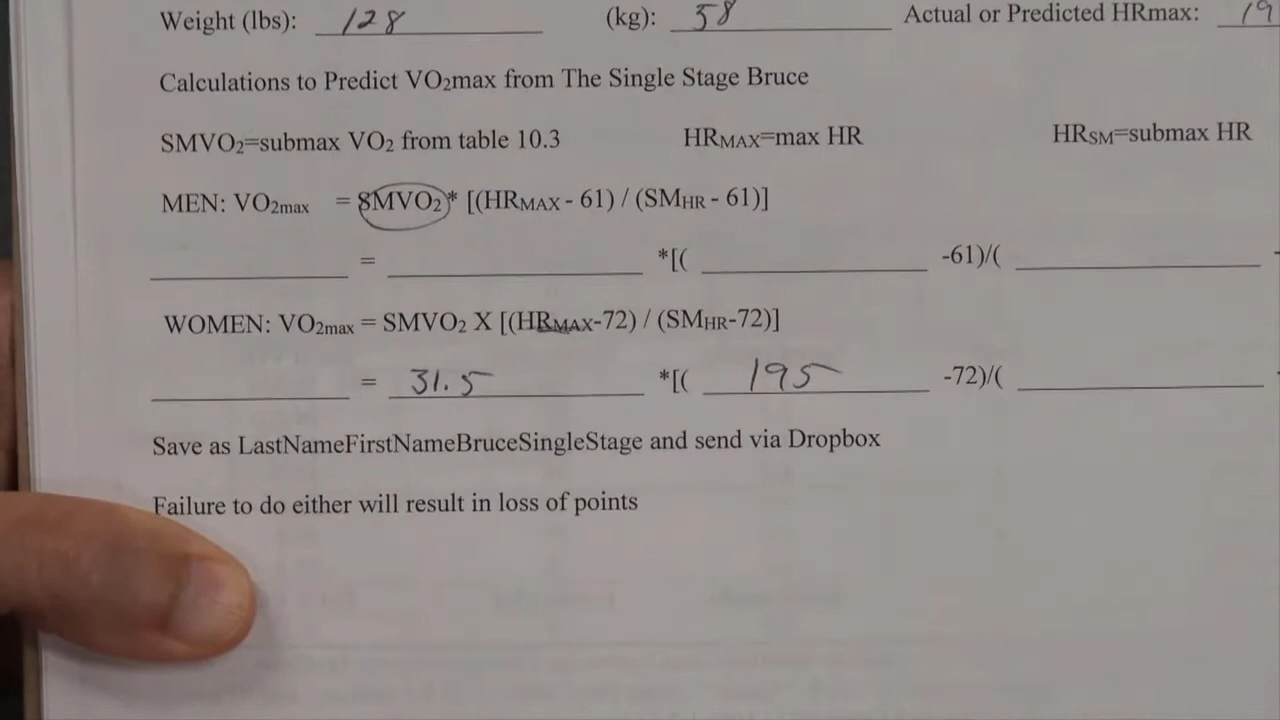 Weight (lbs): 128 (kg): 58 Actual or Predicted HRmax: 19
Calculations to Predict VO2max from The Single Stage Bruce
SMVO2=submax VO2 from table 10.3 HRMAX=max HR HRSM=submax HR
MEN: VO2max = SMVO2* [(HRMAX - 61) / (SMHR - 61)]
= *[( -61)/(
WOMEN: VO2max = SMVO2 X [(HRMAX-72) / (SMHR-72)]
= 31.5 *[( 195 -72)/(
Save as LastNameFirstNameBruceSingleStage and send via Dropbox
Failure to do either will result in loss of points